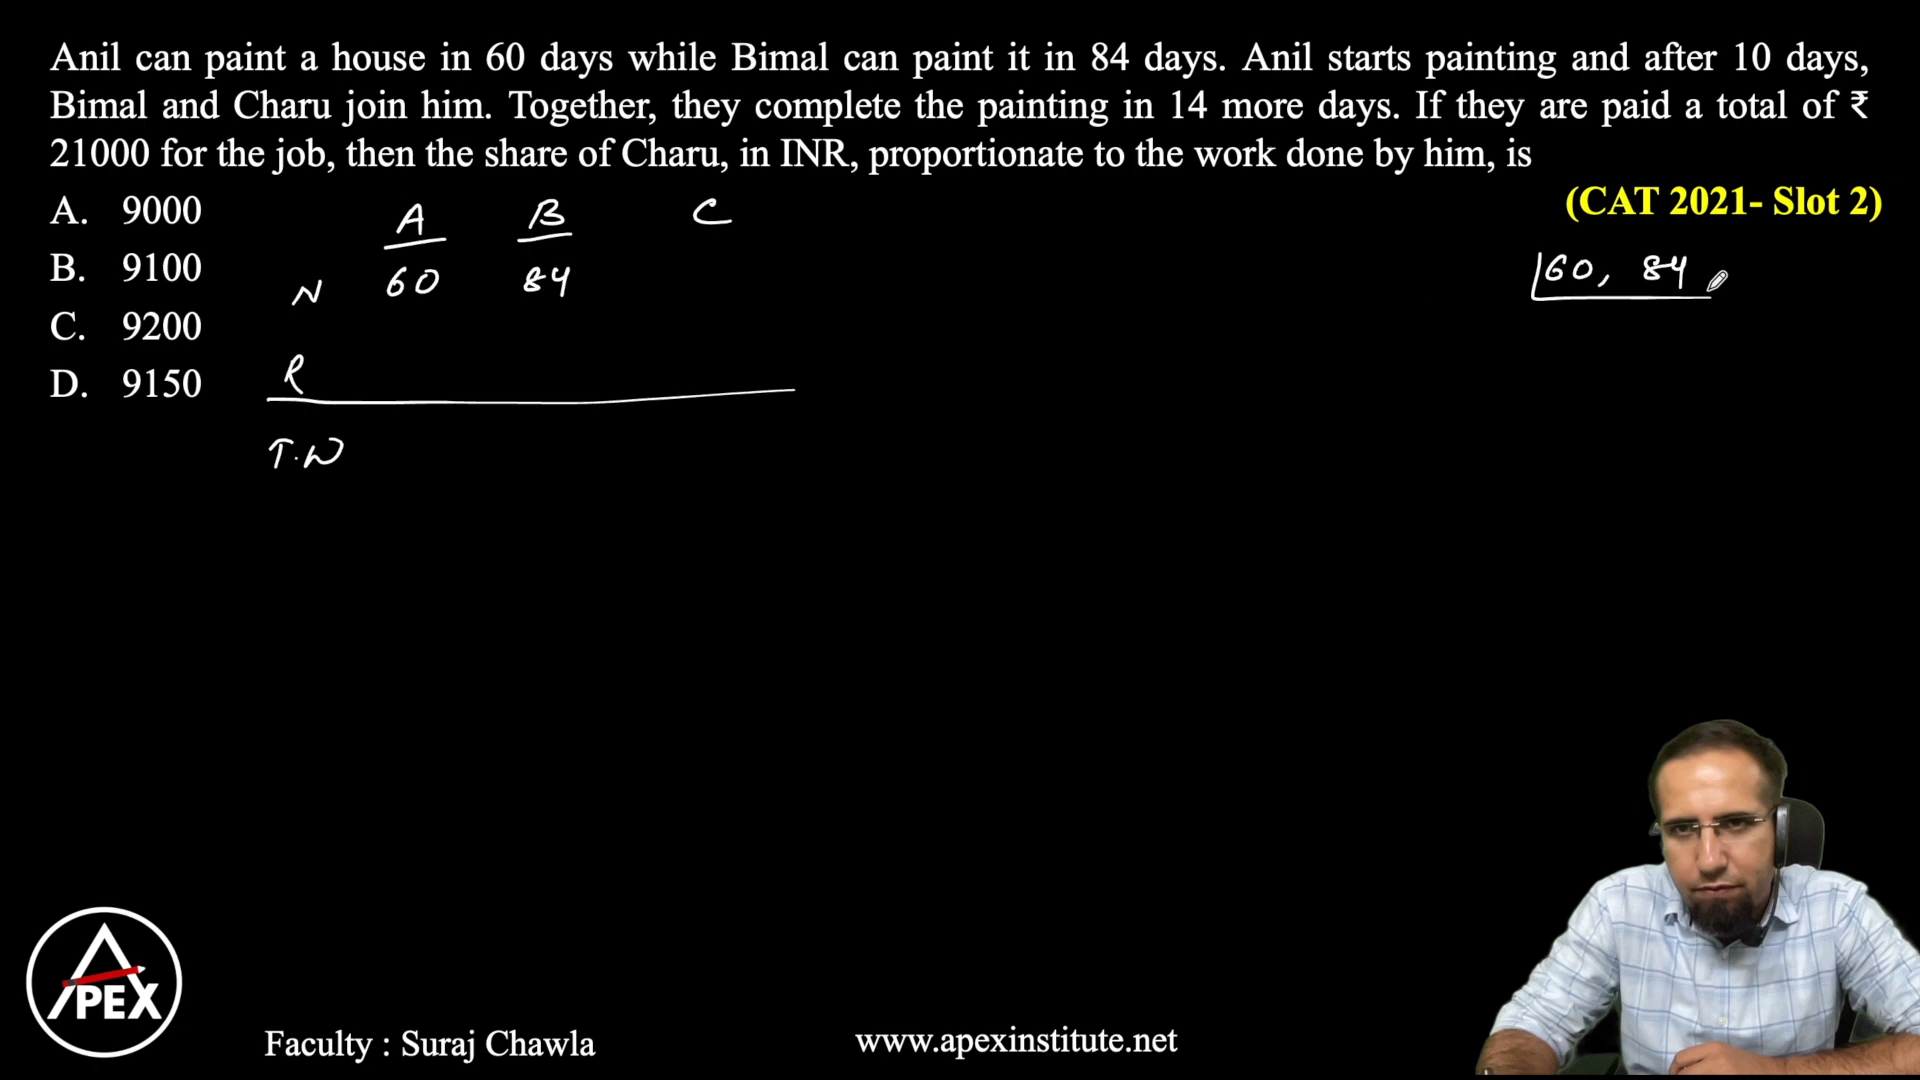 Anil can paint a house in 60 days while Bimal can paint it in 84 days. Anil starts painting and after 10 days,
Bimal and Charu join him. Together, they complete the painting in 14 more days. If they are paid a total of ₹
21000 for the job, then the share of Charu, in INR, proportionate to the work done by him, is
(CAT 2021- Slot 2)
A. 9000
B. 9100
C. 9200
D. 9150
A B C
N 60 84
R
T.W
60, 84
APEX
Faculty : Suraj Chawla
www.apexinstitute.net